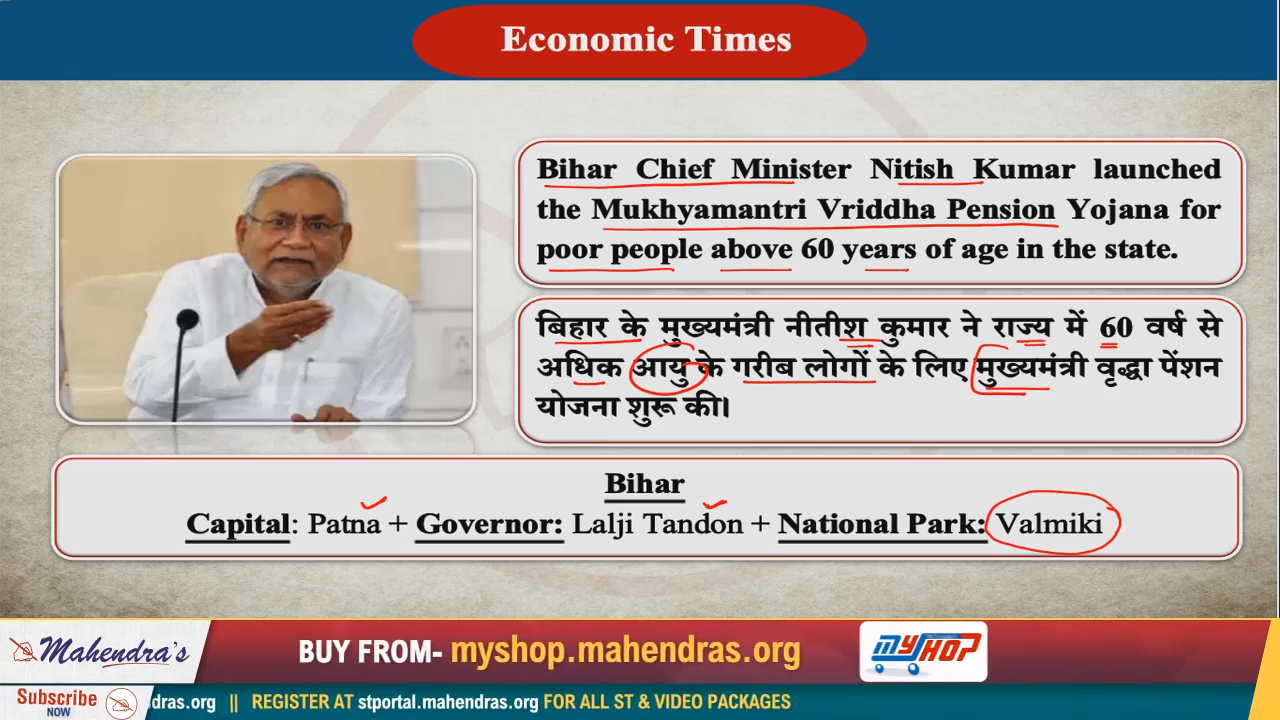 Economic Times
Bihar Chief Minister Nitish Kumar launched
the Mukhyamantri Vriddha Pension Yojana for
poor people above 60 years of age in the state.
बिहार के मुख्यमंत्री नीतीश कुमार ने राज्य में 60 वर्ष से
अधिक आयु के गरीब लोगों के लिए मुख्यमंत्री वृद्धा पेंशन
योजना शुरू की।
Bihar
Capital: Patna + Governor: Lalji Tandon + National Park: Valmiki
Mahendra's
BUY FROM- myshop.mahendras.org
MY SHOP
Subscribe
NOW
dras.org || REGISTER AT stportal.mahendras.org FOR ALL ST & VIDEO PACKAGES